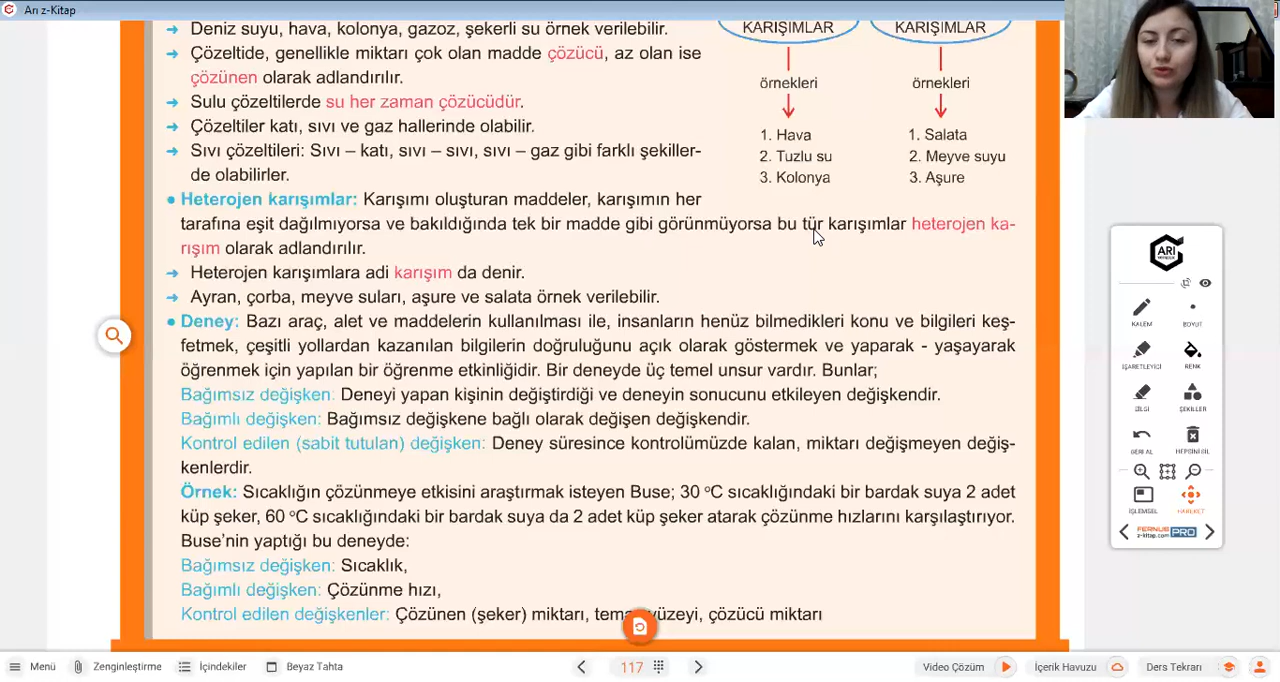 Arı z-Kitap
Deniz suyu, hava, kolonya, gazoz, şekerli su örnek verilebilir.
→ Çözeltide, genellikle miktarı çok olan madde çözücü, az olan ise
çözünen olarak adlandırılır.
→ Sulu çözeltilerde su her zaman çözücüdür.
→ Çözeltiler katı, sıvı ve gaz hallerinde olabilir.
→ Sıvı çözeltileri: Sıvı – katı, sıvı – sıvı, sıvı – gaz gibi farklı şekiller-
de olabilirler.
KARIŞIMLAR
örnekleri
1. Hava
2. Tuzlu su
3. Kolonya
KARIŞIMLAR
örnekleri
1. Salata
2. Meyve suyu
3. Aşure
• Heterojen karışımlar: Karışımı oluşturan maddeler, karışımın her
tarafına eşit dağılmıyorsa ve bakıldığında tek bir madde gibi görünmüyorsa bu tür karışımlar heterojen ka-
rışım olarak adlandırılır.
→ Heterojen karışımlara adi karışım da denir.
→ Ayran, çorba, meyve suları, aşure ve salata örnek verilebilir.
• Deney: Bazı araç, alet ve maddelerin kullanılması ile, insanların henüz bilmedikleri konu ve bilgileri keş-
fetmek, çeşitli yollardan kazanılan bilgilerin doğruluğunu açık olarak göstermek ve yaparak - yaşayarak
öğrenmek için yapılan bir öğrenme etkinliğidir. Bir deneyde üç temel unsur vardır. Bunlar;
Bağımsız değişken: Deneyi yapan kişinin değiştirdiği ve deneyin sonucunu etkileyen değişkendir.
Bağımlı değişken: Bağımsız değişkene bağlı olarak değişen değişkendir.
Kontrol edilen (sabit tutulan) değişken: Deney süresince kontrolümüzde kalan, miktarı değişmeyen değiş-
kenlerdir.
Örnek: Sıcaklığın çözünmeye etkisini araştırmak isteyen Buse; 30 °C sıcaklığındaki bir bardak suya 2 adet
küp şeker, 60 °C sıcaklığındaki bir bardak suya da 2 adet küp şeker atarak çözünme hızlarını karşılaştırıyor.
Buse'nin yaptığı bu deneyde:
Bağımsız değişken: Sıcaklık,
Bağımlı değişken: Çözünme hızı,
Kontrol edilen değişkenler: Çözünen (şeker) miktarı, tema yüzeyi, çözücü miktarı
ARI
KALEM
BOYUT
İŞARETLEYİCİ
RENK
SİLGİ
ŞEKİLLER
GERİ AL
HEPSİNİ SİL
İŞLEMSEL
HAREKET
FERNUS
z-kitap.com PRO
Menü
Zenginleştirme
İçindekiler
Beyaz Tahta
117
Video Çözüm
İçerik Havuzu
Ders Tekrarı